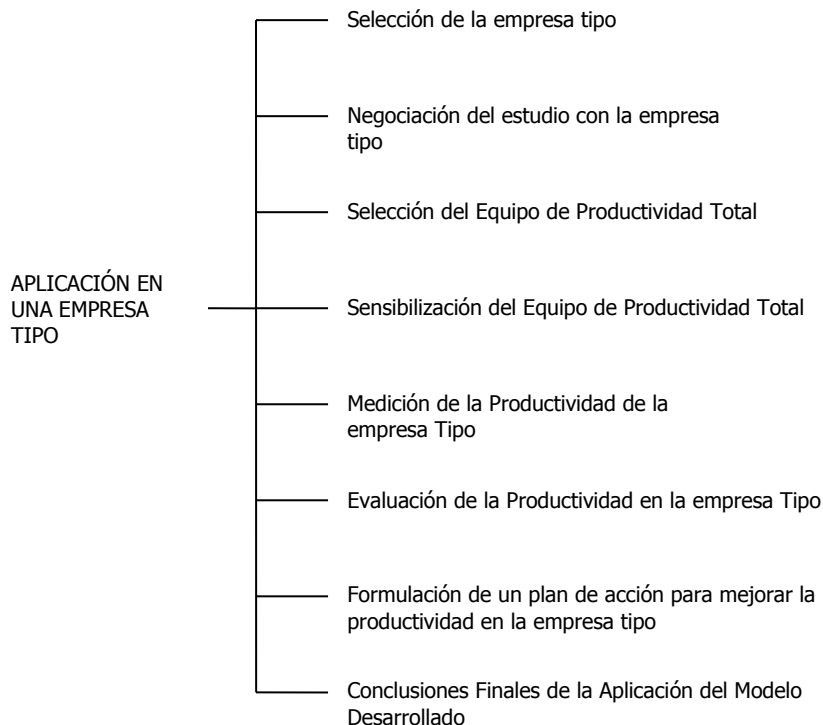 Selección de la empresa tipo
Negociación del estudio con la empresa
tipo
Selección del Equipo de Productividad Total
APLICACIÓN EN
UNA EMPRESA
TIPO
Sensibilización del Equipo de Productividad Total
Medición de la Productividad de la
empresa Tipo
Evaluación de la Productividad en la empresa Tipo
Formulación de un plan de acción para mejorar la
productividad en la empresa tipo
Conclusiones Finales de la Aplicación del Modelo
Desarrollado